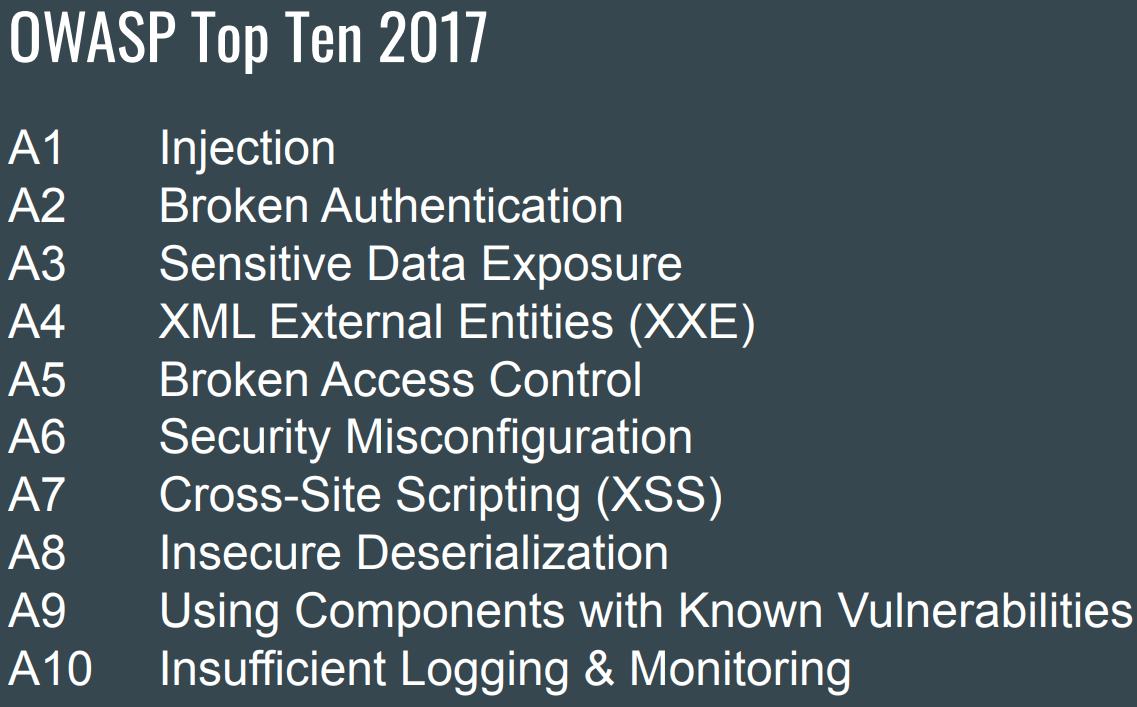 OWASP Top Ten 2017
A1 Injection
A2 Broken Authentication
A3 Sensitive Data Exposure
A4 XML External Entities (XXE)
A5 Broken Access Control
A6 Security Misconfiguration
A7 Cross-Site Scripting (XSS)
A8 Insecure Deserialization
A9 Using Components with Known Vulnerabilities
A10 Insufficient Logging & Monitoring